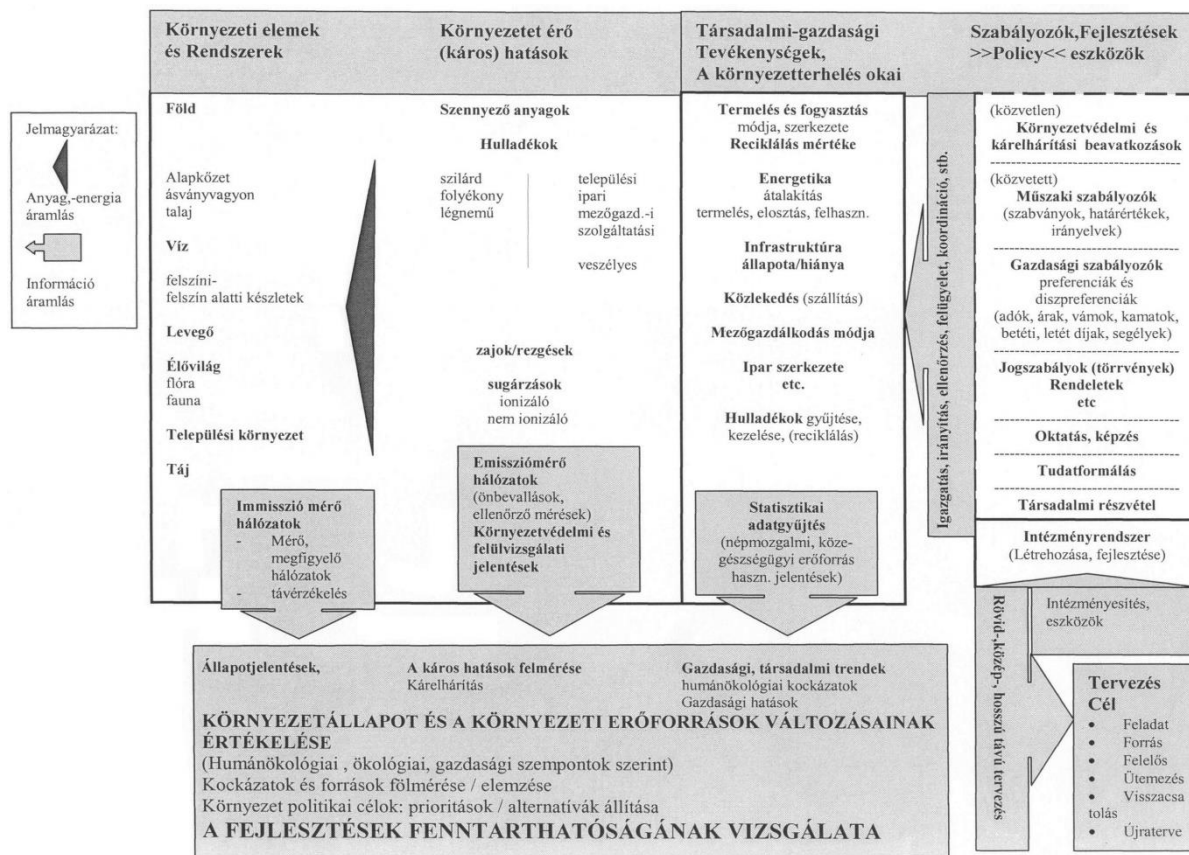 Környezeti elemek
és Rendszerek
Környezetet érő
(káros) hatások
Társadalmi-gazdasági
Tevékenységek,
A környezetterhelés okai
Szabályozók,Fejlesztések
>>Policy<< eszközök
Jelmagyarázat:
Anyag,-energia
áramlás
Információ
áramlás
Föld
Alapkőzet
ásványvagyon
talaj
Víz
felszíni-
felszín alatti készletek
Levegő
Élővilág
flóra
fauna
Települési környezet
Táj
Immisszió mérő
hálózatok
- Mérő,
megfigyelő
hálózatok
- távérzékelés
Szennyező anyagok
Hulladékok
szilárd
folyékony
légnemű
települési
ipari
mezőgazd.-i
szolgáltatási
veszélyes
zajok/rezgések
sugárzások
ionizáló
nem ionizáló
Emissziómérő
hálózatok
(önbevallások,
ellenőrző mérések)
Környezetvédelmi és
felülvizsgálati
jelentések
Termelés és fogyasztás
módja, szerkezete
Reciklálás mértéke
Energetika
átalakítás
termelés, elosztás, felhaszn.
Infrastruktúra
állapota/hiánya
Közlekedés (szállítás)
Mezőgazdálkodás módja
Ipar szerkezete
etc.
Hulladékok gyűjtése,
kezelése, (reciklálás)
Statisztikai
adatgyűjtés
(népmozgalmi, köze-
gészségügyi erőforrás
haszn. jelentések)
Igazgatás, irányítás, ellenőrzés, felügyelet, koordináció, stb.
(közvetlen)
Környezetvédelmi és
kárelhárítási beavatkozások
(közvetett)
Műszaki szabályozók
(szabványok, határértékek,
irányelvek)
Gazdasági szabályozók
preferenciák és
diszpreferenciák
(adók, árak, vámok, kamatok,
betéti, letét díjak, segélyek)
Jogszabályok (törrvények)
Rendeletek
etc
Oktatás, képzés
Tudatformálás
Társadalmi részvétel
Intézményrendszer
(Létrehozása, fejlesztése)
Rövid-,közép-, hosszú távú tervezés
Intézményesítés,
eszközök
Tervezés
Cél
• Feladat
• Forrás
• Felelős
• Ütemezés
• Visszacsa
tolás
• Újraterve
Állapotjelentések,
A káros hatások felmérése
Kárelhárítás
Gazdasági, társadalmi trendek
humánökológiai kockázatok
Gazdasági hatások
KÖRNYEZETÁLLAPOT ÉS A KÖRNYEZETI ERŐFORRÁSOK VÁLTOZÁSAINAK
ÉRTÉKELÉSE
(Humánökológiai , ökológiai, gazdasági szempontok szerint)
Kockázatok és források fölmérése / elemzése
Környezet politikai célok: prioritások / alternatívák állítása
A FEJLESZTÉSEK FENNTARTHATÓSÁGÁNAK VIZSGÁLATA